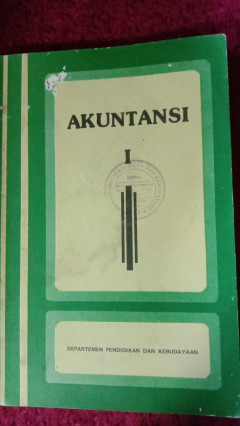 AKUNTANSI
I
DEPARTEMEN PENDIDIKAN DAN KEBUDAYAAN